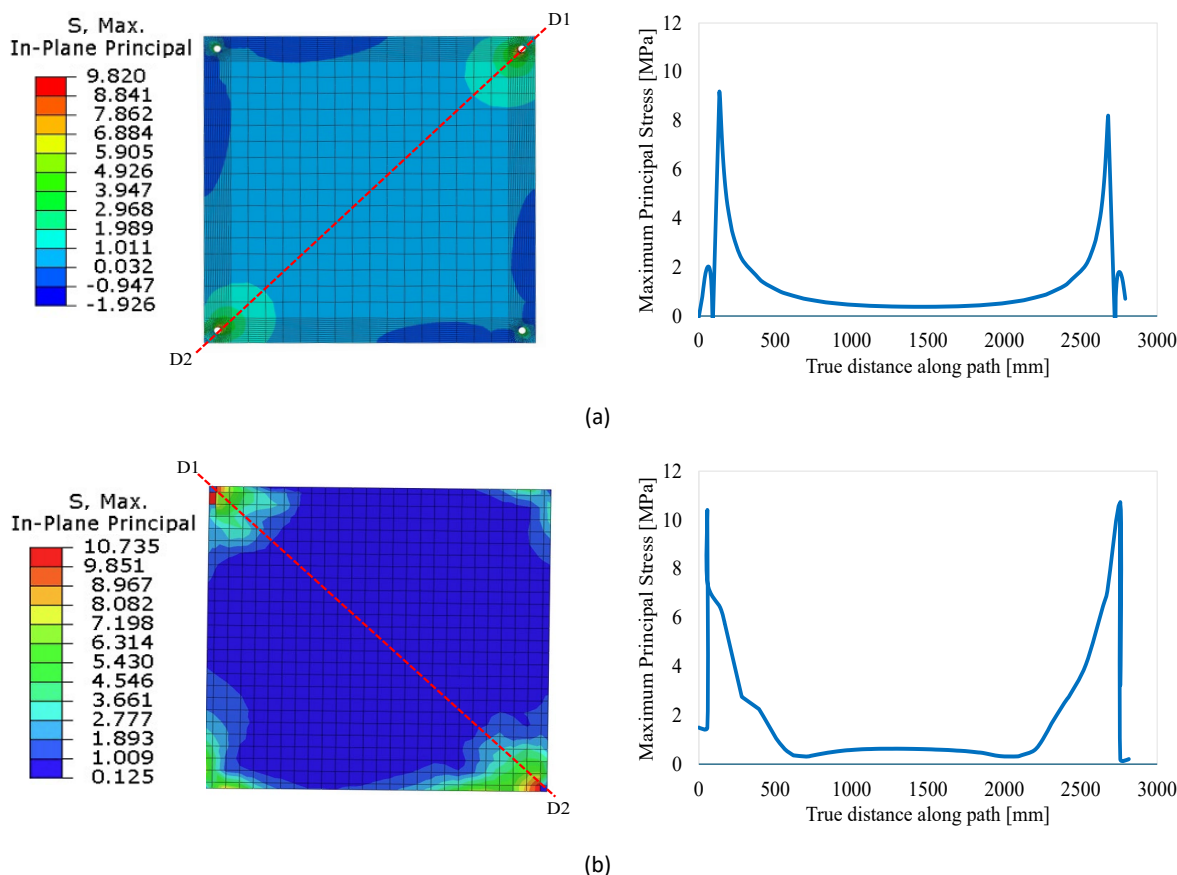 S, Max.
In-Plane Principal
9.820
8.841
7.862
6.884
5.905
4.926
3.947
2.968
1.989
1.011
0.032
-0.947
-1.926
D1
D2
Maximum Principal Stress [MPa]
12
10
8
6
4
2
0
0 500 1000 1500 2000 2500 3000
True distance along path [mm]
(a)
S, Max.
In-Plane Principal
10.735
9.851
8.967
8.082
7.198
6.314
5.430
4.546
3.661
2.777
1.893
1.009
0.125
D1
D2
Maximum Principal Stress [MPa]
12
10
8
6
4
2
0
0 500 1000 1500 2000 2500 3000
True distance along path [mm]
(b)